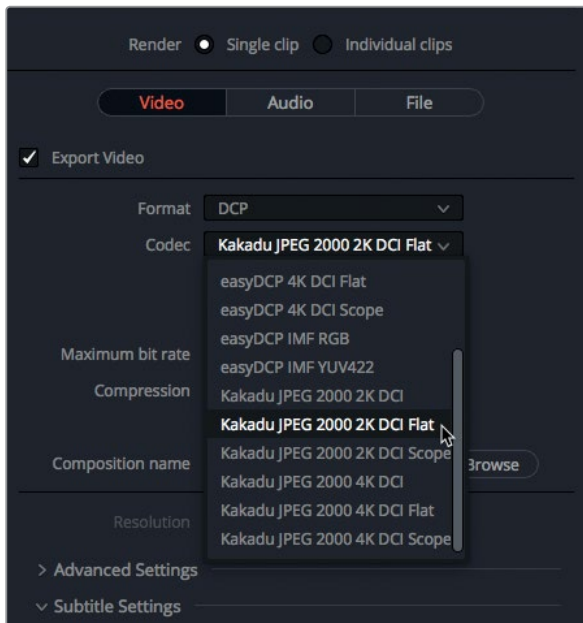 Render Single clip Individual clips
Video Audio File
Export Video
Format DCP
Codec Kakadu JPEG 2000 2K DCI Flat
easyDCP 4K DCI Flat
easyDCP 4K DCI Scope
easyDCP IMF RGB
Maximum bit rate easyDCP IMF YUV422
Compression Kakadu JPEG 2000 2K DCI
Kakadu JPEG 2000 2K DCI Flat
Kakadu JPEG 2000 2K DCI Scope
Composition name Browse
Kakadu JPEG 2000 4K DCI
Resolution Kakadu JPEG 2000 4K DCI Flat
Kakadu JPEG 2000 4K DCI Scope
Advanced Settings
Subtitle Settings